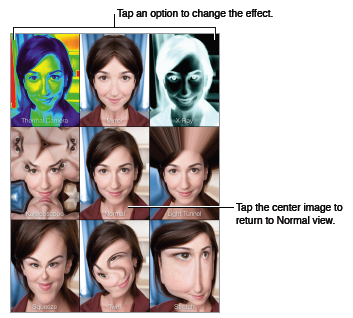 Tap an option to change the effect.
Thermal Camera
Mirror
X-Ray
Kaleidoscope
Normal
Light Tunnel
Tap the center image to
return to Normal view.
Squeeze
Twirl
Stretch